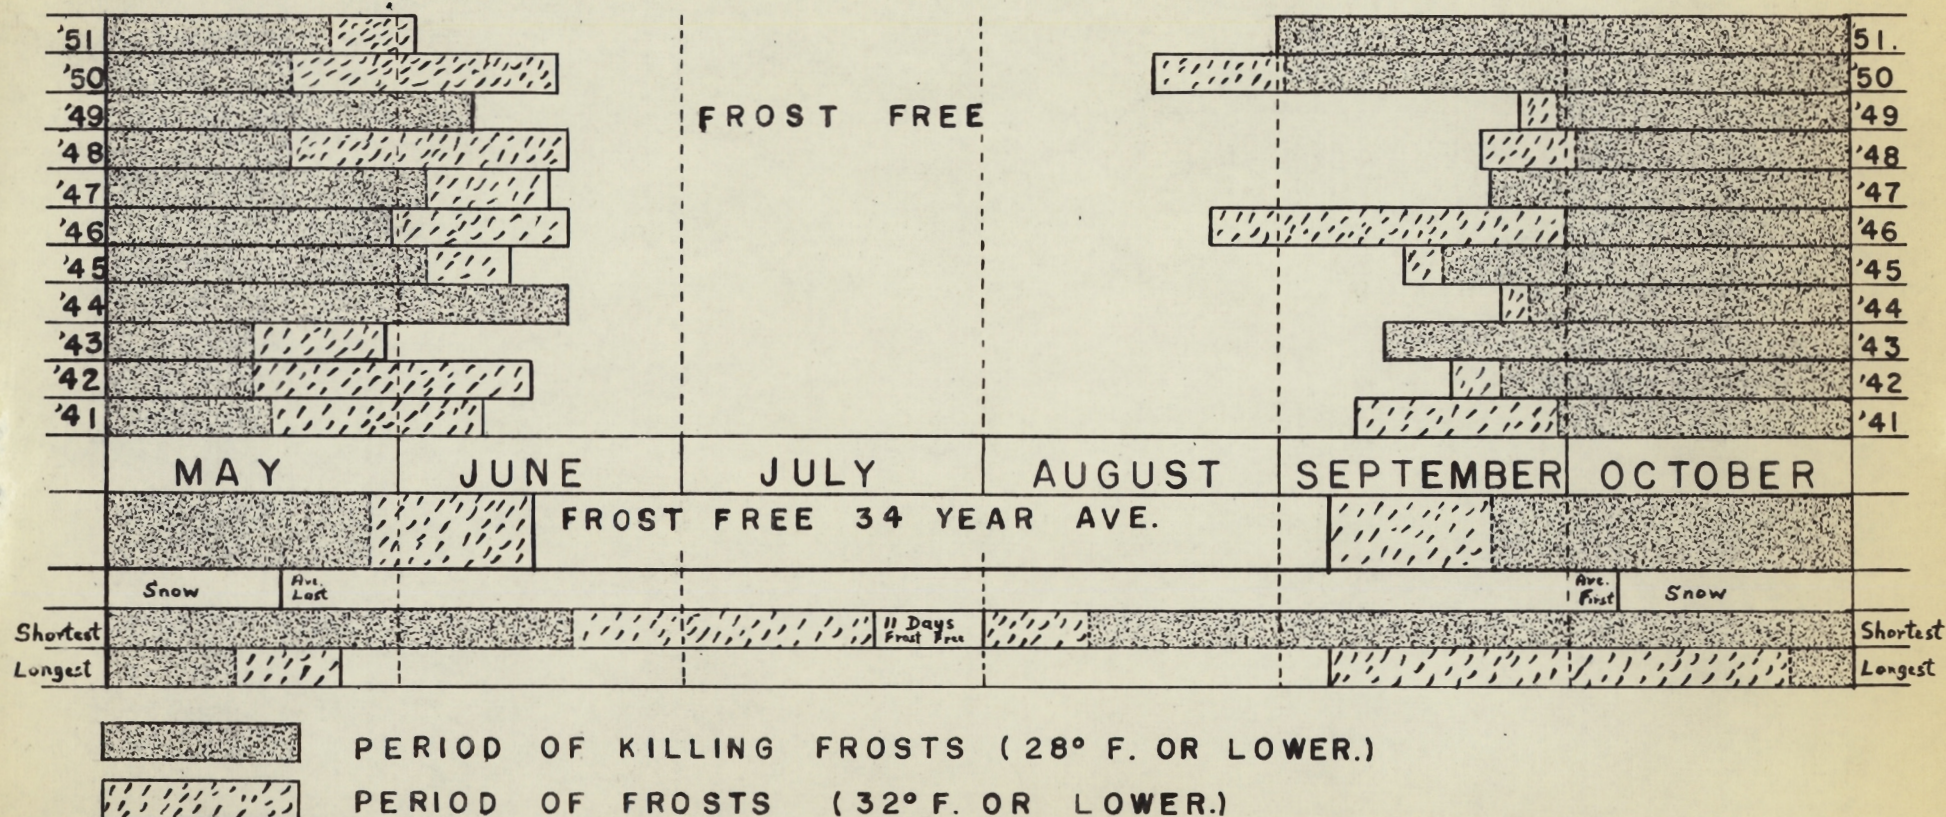 '51 51.
'50 '50
'49 FROST FREE '49
'48 '48
'47 '47
'46 '46
'45 '45
'44 '44
'43 '43
'42 '42
'41 '41
MAY JUNE JULY AUGUST SEPTEMBER OCTOBER
FROST FREE 34 YEAR AVE.
Snow Ave. Last Ave. First Snow
Shortest 11 Days Frost Free Shortest
Longest Longest
PERIOD OF KILLING FROSTS (28° F. OR LOWER.)
PERIOD OF FROSTS (32° F. OR LOWER.)